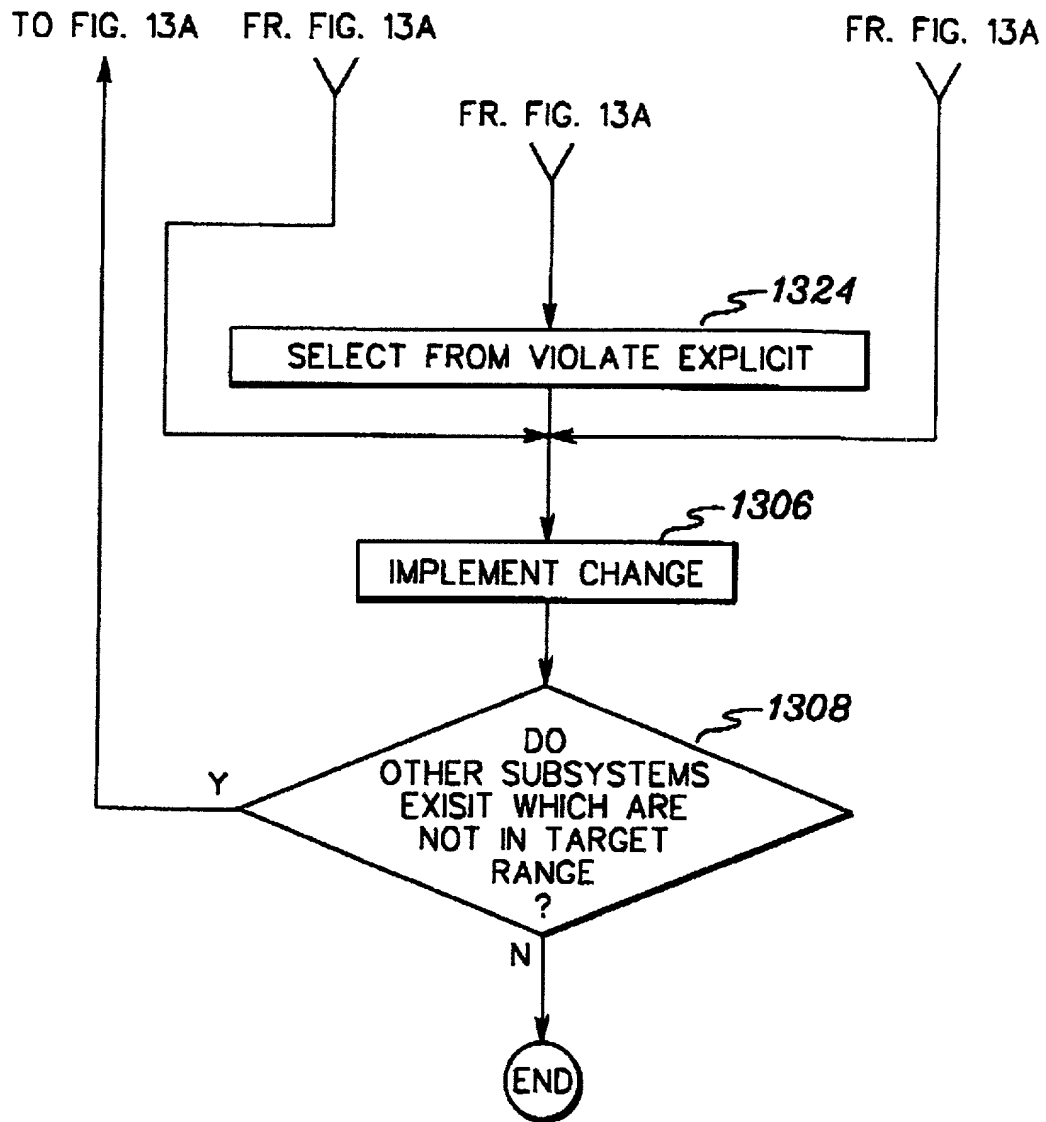 TO FIG. 13A
FR. FIG. 13A
FR. FIG. 13A
FR. FIG. 13A
1324
SELECT FROM VIOLATE EXPLICIT
1306
IMPLEMENT CHANGE
1308
DO
OTHER SUBSYSTEMS
EXISIT WHICH ARE
NOT IN TARGET
RANGE
?
Y
N
END